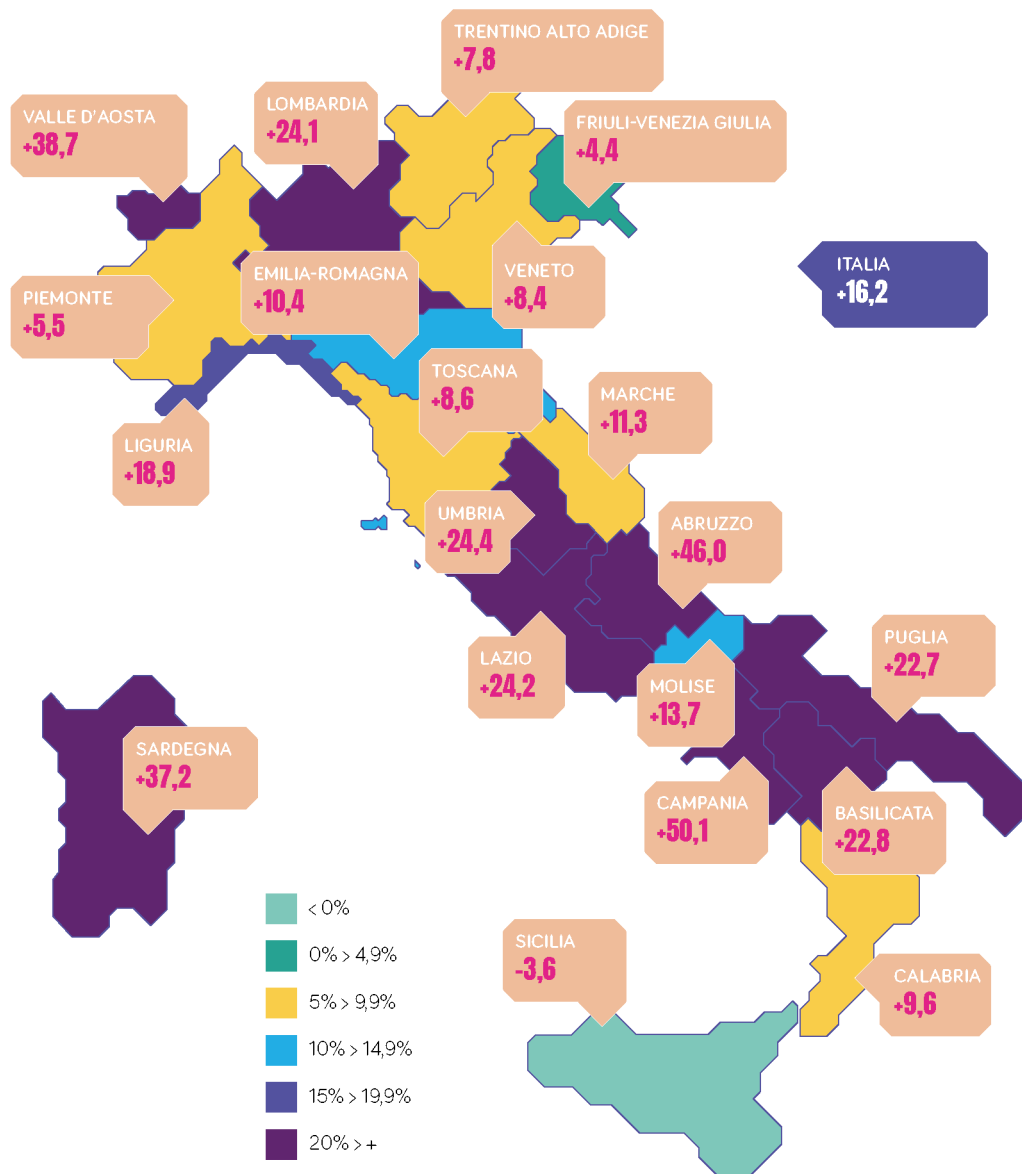 TRENTINO ALTO ADIGE
+7,8
VALLE D'AOSTA
+38,7
LOMBARDIA
+24,1
FRIULI-VENEZIA GIULIA
+4,4
PIEMONTE
+5,5
EMILIA-ROMAGNA
+10,4
VENETO
+8,4
ITALIA
+16,2
TOSCANA
+8,6
MARCHE
+11,3
LIGURIA
+18,9
UMBRIA
+24,4
ABRUZZO
+46,0
LAZIO
+24,2
MOLISE
+13,7
PUGLIA
+22,7
SARDEGNA
+37,2
CAMPANIA
+50,1
BASILICATA
+22,8
SICILIA
-3,6
CALABRIA
+9,6
< 0%
0% > 4,9%
5% > 9,9%
10% > 14,9%
15% > 19,9%
20% > +